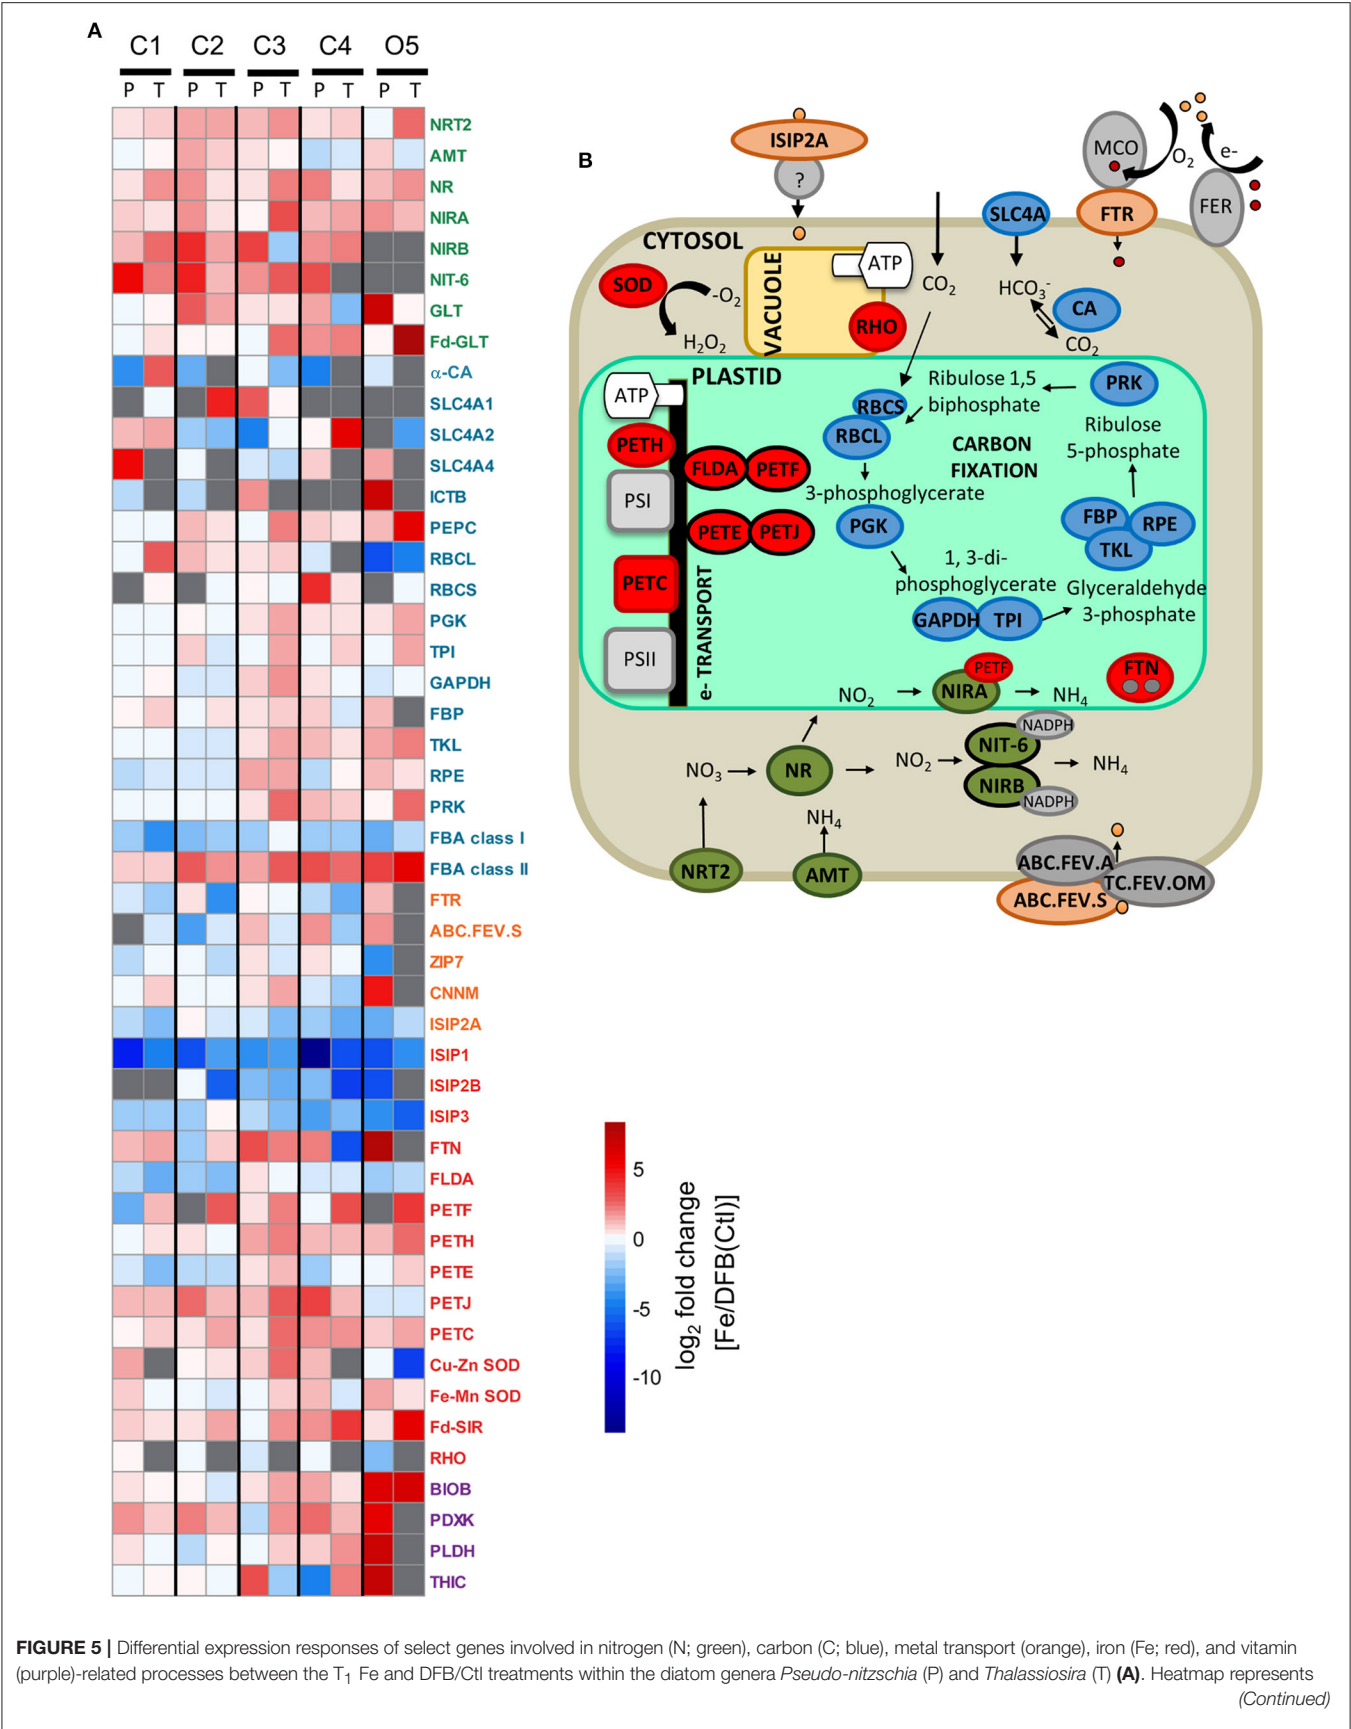 A
C1 C2 C3 C4 O5
P T P T P T P T P T
NRT2
AMT
NR
NIRA
NIRB
NIT-6
GLT
Fd-GLT
α-CA
SLC4A1
SLC4A2
SLC4A4
ICTB
PEPC
RBCL
RBCS
PGK
TPI
GAPDH
FBP
TKL
RPE
PRK
FBA class I
FBA class II
FTR
ABC.FEV.S
ZIP7
CNNM
ISIP2A
ISIP1
ISIP2B
ISIP3
FTN
FLDA
PETF
PETH
PETE
PETJ
PETC
Cu-Zn SOD
Fe-Mn SOD
Fd-SIR
RHO
BIOB
PDXK
PLDH
THIC
5
0
-5
-10
log2 fold change
[Fe/DFB(Ctl)]
B
ISIP2A
?
MCO
O2
e-
FER
FTR
SLC4A
CYTOSOL
SOD
-O2
H2O2
VACUOLE
ATP
RHO
CO2
HCO3-
CA
CO2
PLASTID
ATP
PETH
PSI
FLDA PETF
PETE PETJ
PETC
PSII
e- TRANSPORT
RBCS
RBCL
Ribulose 1,5
biphosphate
PRK
Ribulose
5-phosphate
CARBON
FIXATION
3-phosphoglycerate
PGK
FBP
RPE
TKL
1, 3-di-
phosphoglycerate
Glyceraldehyde
3-phosphate
GAPDH TPI
PETF
NIRA
NO2
NH4
FTN
NADPH
NIT-6
NIRB
NADPH
NO3
NR
NO2
NH4
NH4
NRT2
AMT
ABC.FEV.A
TC.FEV.OM
ABC.FEV.S
FIGURE 5 | Differential expression responses of select genes involved in nitrogen (N; green), carbon (C; blue), metal transport (orange), iron (Fe; red), and vitamin
(purple)-related processes between the T1 Fe and DFB/Ctl treatments within the diatom genera Pseudo-nitzschia (P) and Thalassiosira (T) (A). Heatmap represents
(Continued)